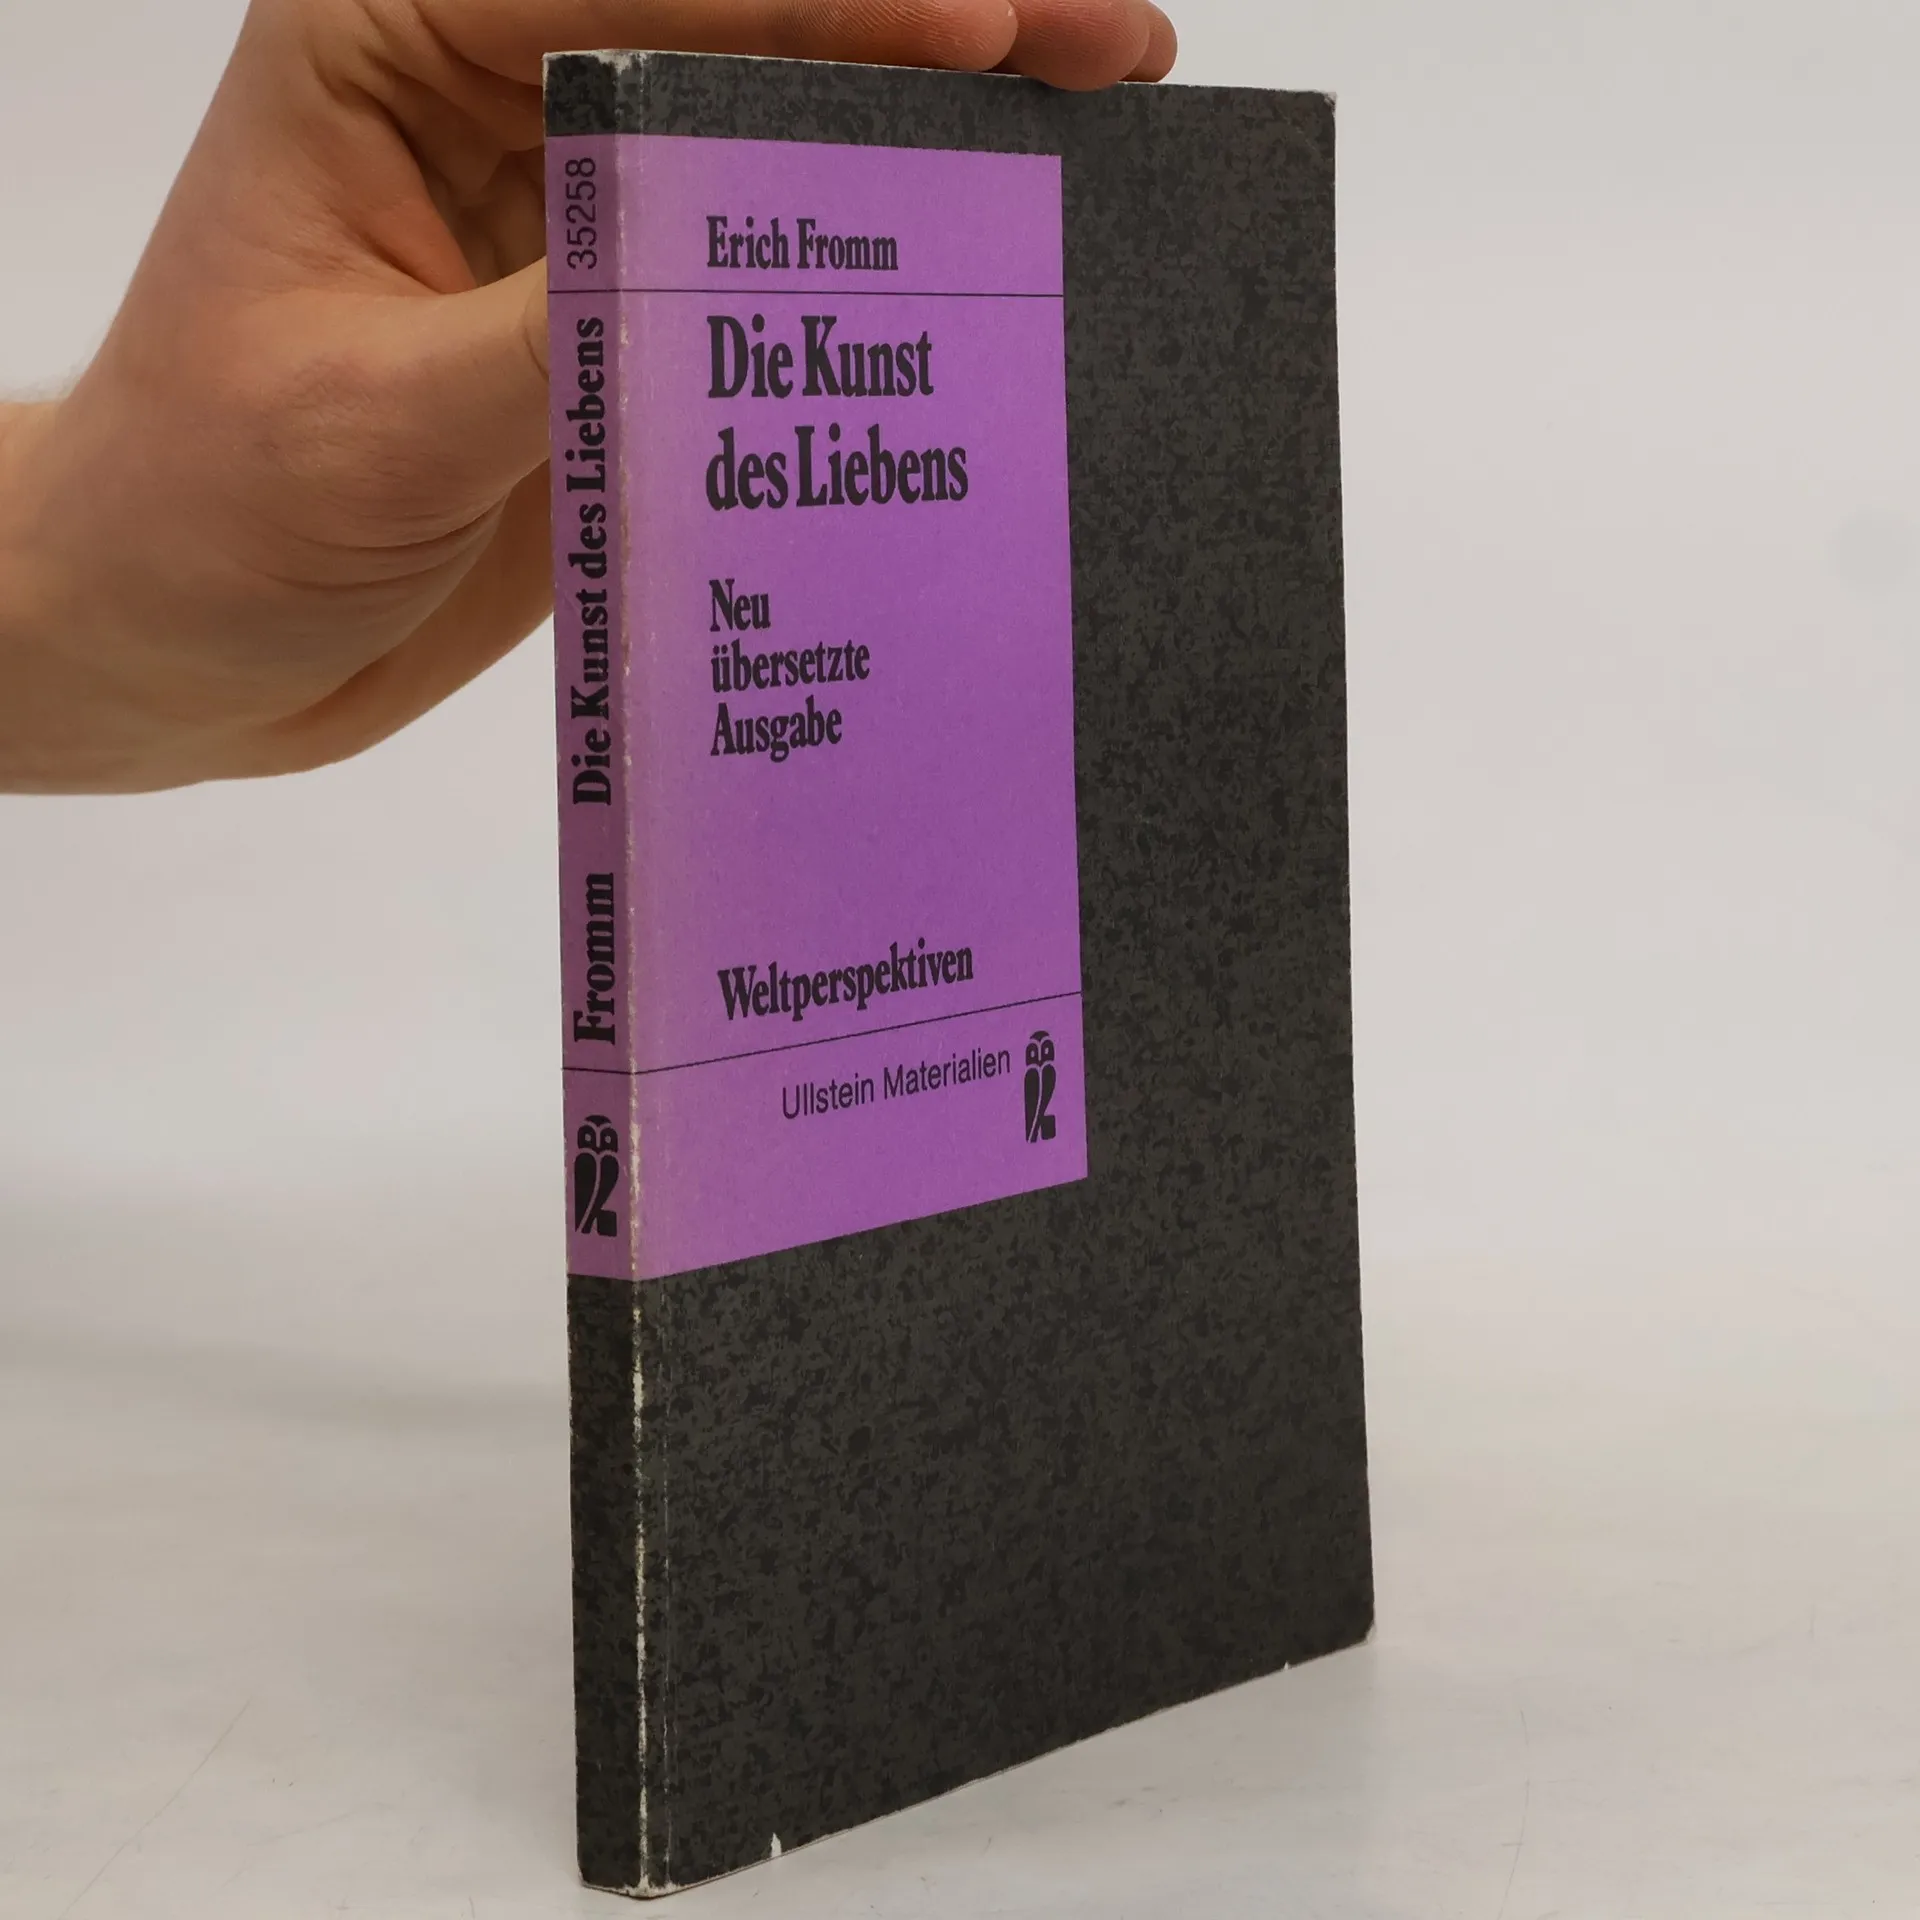 35258
Fromm Die Kunst des Liebens
Erich Fromm
Die Kunst
des Liebens
Neu
übersetzte
Ausgabe
Weltperspektiven
Ullstein Materialien